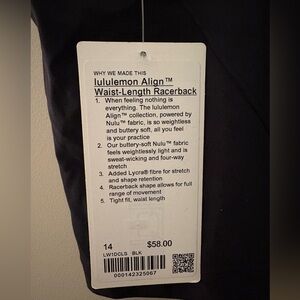 WHY WE MADE THIS
lululemon Align™
Waist-Length Racerback
1. When feeling nothing is
everything. The lululemon
Align™ collection, powered by
Nulu™ fabric, is so weightless
and buttery soft, all you feel
is your practice
2. Our buttery-soft Nulu™ fabric
feels weightlessly light and is
sweat-wicking and four-way
stretch
3. Added Lycra® fibre for stretch
and shape retention
4. Racerback shape allows for full
range of movement
5. Tight fit, waist length
14 $58.00
LW1DCLS BLK
000142325067